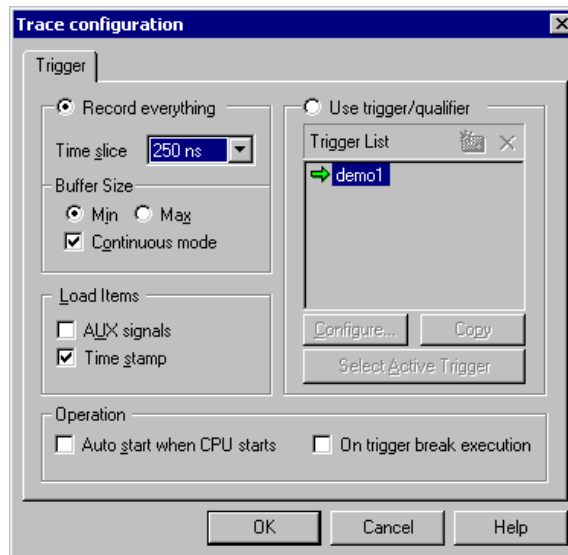 Trace configuration
Trigger
Record everything
Time slice 250 ns
Buffer Size
Min Max
Continuous mode
Load Items
AUX signals
Time stamp
Use trigger/qualifier
Trigger List
demo1
Configure... Copy
Select Active Trigger
Operation
Auto start when CPU starts On trigger break execution
OK Cancel Help